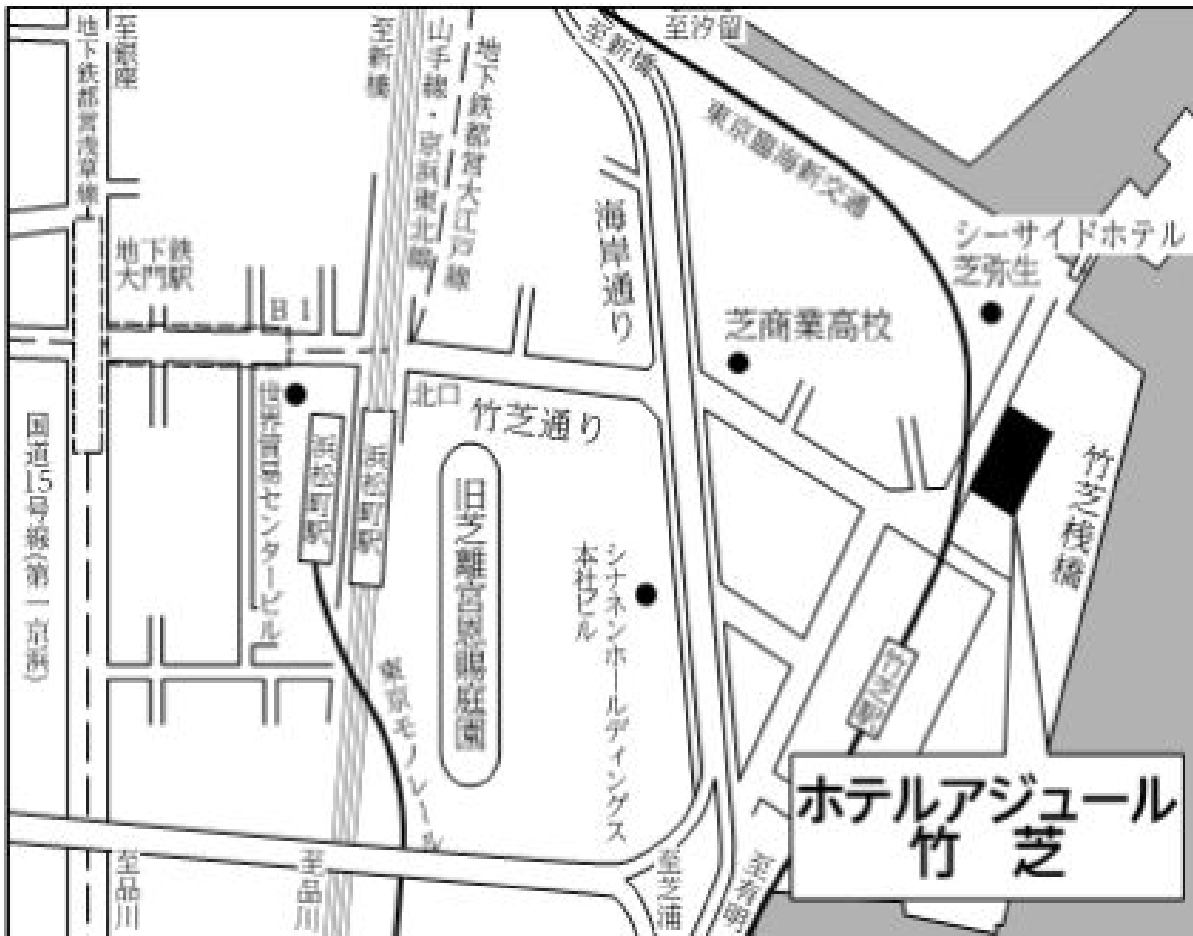 地下鉄都営浅草線
至銀座
至新橋
山手線・京浜東北線
地下鉄都営大江戸線
至新橋
至汐留
東京臨海新交通
海岸通り
シーサイドホテル
芝弥生
地下鉄
大門駅
B1
芝商業高校
北口
竹芝通り
世界貿易センタービル
浜松町駅
浜松町駅
旧芝離宮恩賜庭園
シナネンホールディングス
本社ビル
竹芝桟橋
国道15号線(第一京浜)
竹芝駅
東京モノレール
ホテルアジュール
竹芝
至品川
至品川
至芝浦
至有明